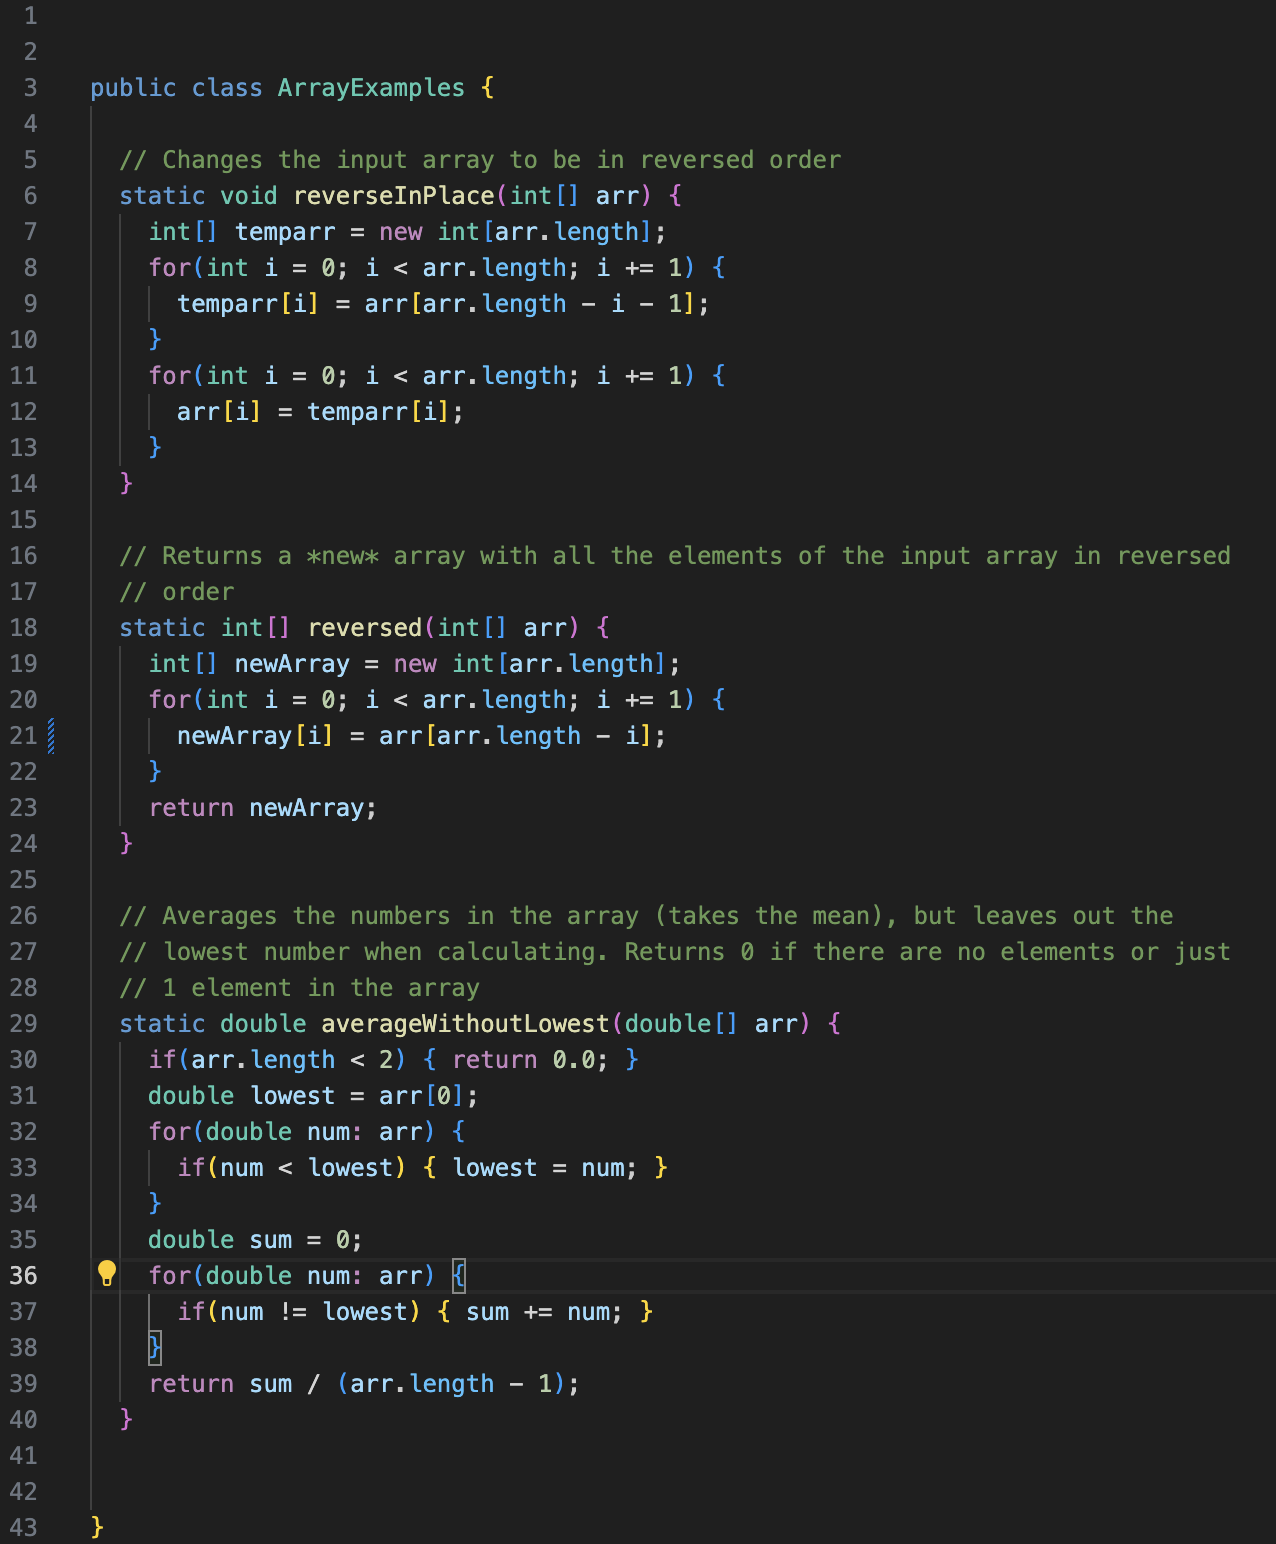 1
2
3 public class ArrayExamples {
4
5 // Changes the input array to be in reversed order
6 static void reverseInPlace(int[] arr) {
7 int[] temparr = new int[arr.length];
8 for(int i = 0; i < arr.length; i += 1) {
9 temparr[i] = arr[arr.length - i - 1];
10 }
11 for(int i = 0; i < arr.length; i += 1) {
12 arr[i] = temparr[i];
13 }
14 }
15
16 // Returns a *new* array with all the elements of the input array in reversed
17 // order
18 static int[] reversed(int[] arr) {
19 int[] newArray = new int[arr.length];
20 for(int i = 0; i < arr.length; i += 1) {
21 newArray[i] = arr[arr.length - i];
22 }
23 return newArray;
24 }
25
26 // Averages the numbers in the array (takes the mean), but leaves out the
27 // lowest number when calculating. Returns 0 if there are no elements or just
28 // 1 element in the array
29 static double averageWithoutLowest(double[] arr) {
30 if(arr.length < 2) { return 0.0; }
31 double lowest = arr[0];
32 for(double num: arr) {
33 if(num < lowest) { lowest = num; }
34 }
35 double sum = 0;
36 for(double num: arr) {
37 if(num != lowest) { sum += num; }
38 }
39 return sum / (arr.length - 1);
40 }
41
42
43 }